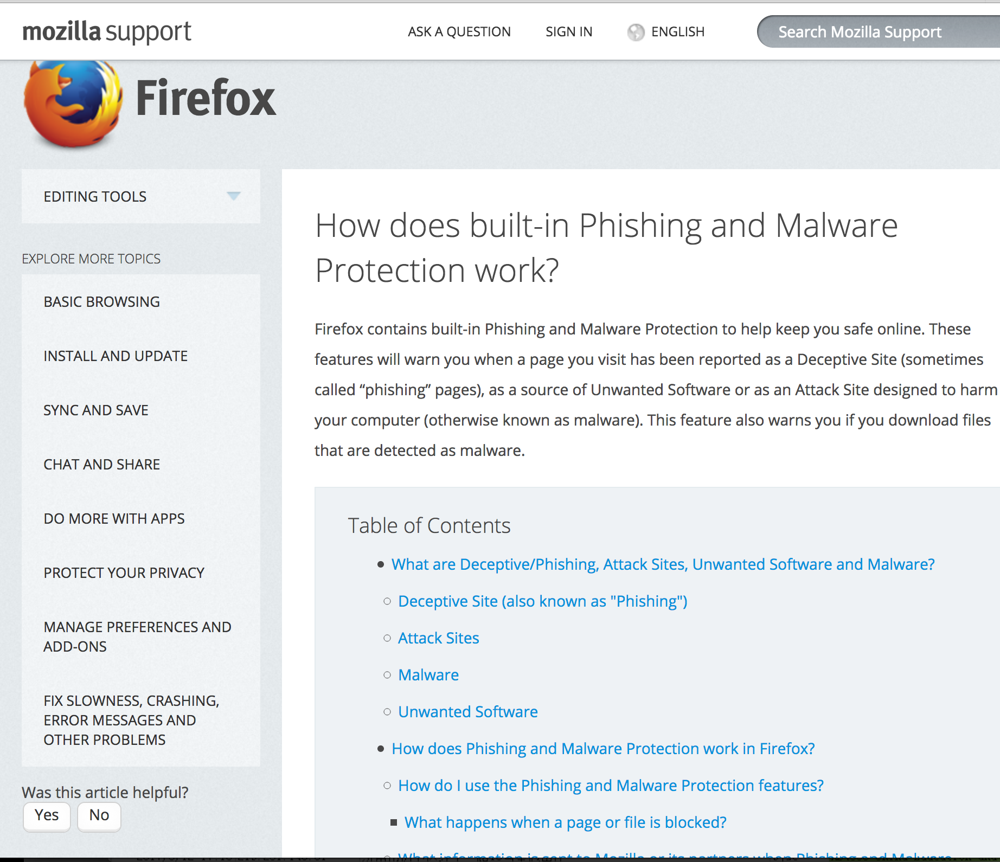 mozilla support
ASK A QUESTION
SIGN IN
ENGLISH
Search Mozilla Support
Firefox
EDITING TOOLS
EXPLORE MORE TOPICS
BASIC BROWSING
INSTALL AND UPDATE
SYNC AND SAVE
CHAT AND SHARE
DO MORE WITH APPS
PROTECT YOUR PRIVACY
MANAGE PREFERENCES AND
ADD-ONS
FIX SLOWNESS, CRASHING,
ERROR MESSAGES AND
OTHER PROBLEMS
Was this article helpful?
Yes
No
How does built-in Phishing and Malware
Protection work?
Firefox contains built-in Phishing and Malware Protection to help keep you safe online. These
features will warn you when a page you visit has been reported as a Deceptive Site (sometimes
called “phishing” pages), as a source of Unwanted Software or as an Attack Site designed to harm
your computer (otherwise known as malware). This feature also warns you if you download files
that are detected as malware.
Table of Contents
What are Deceptive/Phishing, Attack Sites, Unwanted Software and Malware?
Deceptive Site (also known as "Phishing")
Attack Sites
Malware
Unwanted Software
How does Phishing and Malware Protection work in Firefox?
How do I use the Phishing and Malware Protection features?
What happens when a page or file is blocked?
What information is sent to Mozilla or its partners when Phishing and Malware